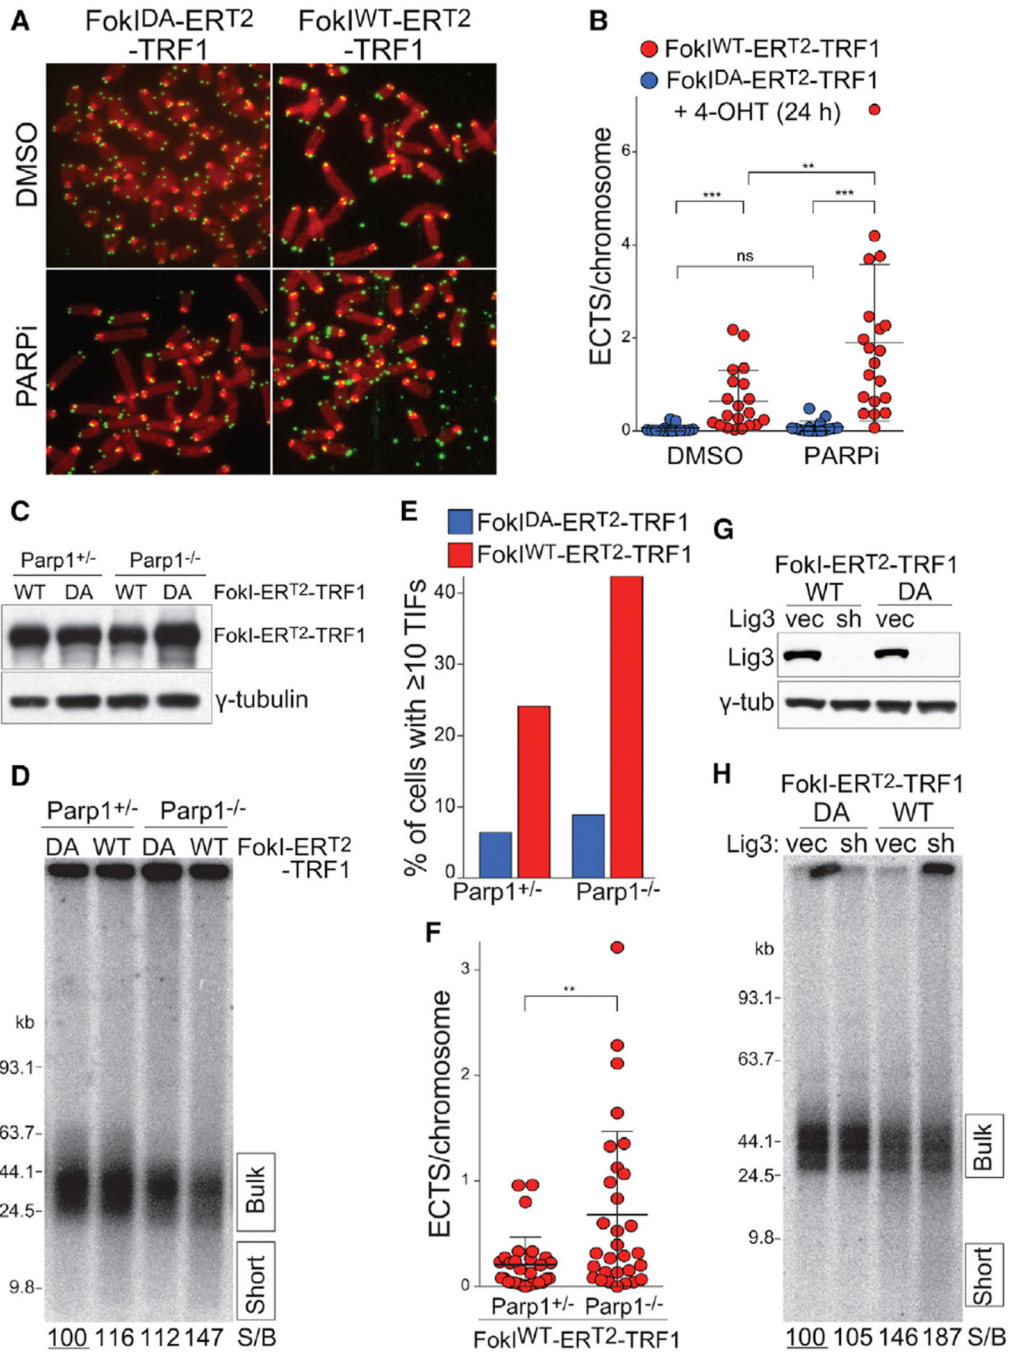 A
FokIDA-ERT2
-TRF1
FokIWT-ERT2
-TRF1
DMSO
PARPi
B
FokIWT-ERT2-TRF1
FokIDA-ERT2-TRF1
+ 4-OHT (24 h)
ECTS/chromosome
6
4
2
0
**
***
***
ns
DMSO
PARPi
C
Parp1+/-
Parp1-/-
WT DA WT DA FokI-ERT2-TRF1
FokI-ERT2-TRF1
γ-tubulin
D
Parp1+/-
Parp1-/-
DA WT DA WT FokI-ERT2
-TRF1
kb
93.1
63.7
44.1
24.5
9.8
Bulk
Short
100 116 112 147 S/B
E
FokIDA-ERT2-TRF1
FokIWT-ERT2-TRF1
% of cells with ≥10 TIFs
40
30
20
10
0
Parp1+/-
Parp1-/-
F
ECTS/chromosome
3
2
1
0
**
Parp1+/-
Parp1-/-
FokIWT-ERT2-TRF1
G
FokI-ERT2-TRF1
WT DA
Lig3 vec sh vec
Lig3
γ-tub
H
FokI-ERT2-TRF1
DA WT
Lig3: vec sh vec sh
kb
93.1
63.7
44.1
24.5
9.8
Bulk
Short
100 105 146 187 S/B